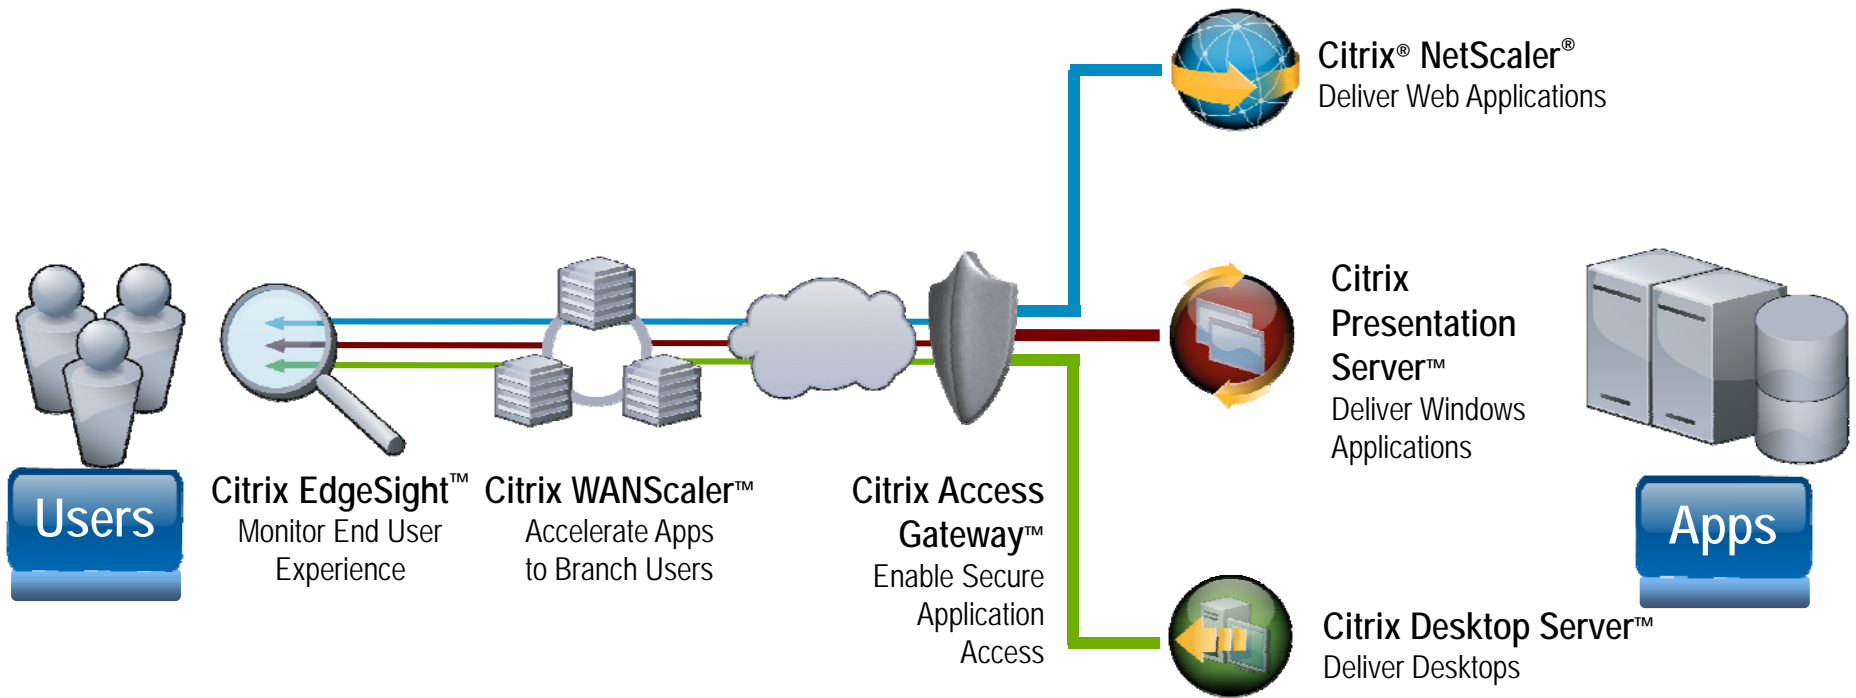 Citrix® NetScaler®
Deliver Web Applications
Citrix
Presentation
Server™
Deliver Windows
Applications
Users
Citrix EdgeSight™
Monitor End User
Experience
Citrix WANScaler™
Accelerate Apps
to Branch Users
Citrix Access
Gateway™
Enable Secure
Application
Access
Apps
Citrix Desktop Server™
Deliver Desktops